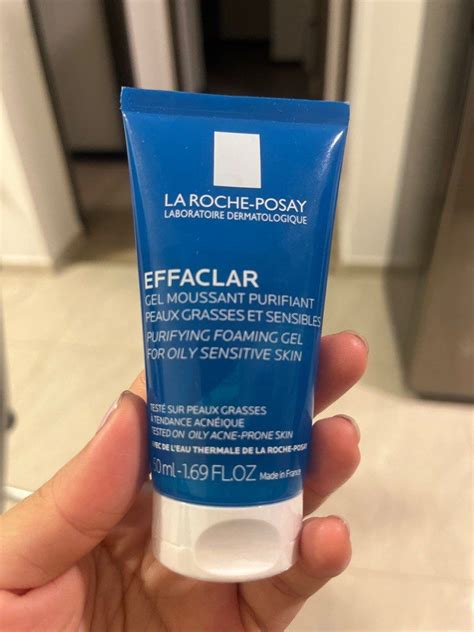 LA ROCHE-POSAY
LABORATOIRE DERMATOLOGIQUE
EFFACLAR
GEL MOUSSANT PURIFIANT
PEAUX GRASSES ET SENSIBLES
PURIFYING FOAMING GEL
FOR OILY SENSITIVE SKIN
TESTÉ SUR PEAUX GRASSES
À TENDANCE ACNÉIQUE
TESTED ON OILY ACNE-PRONE SKIN
AVEC DE L'EAU THERMALE DE LA ROCHE-POSAY
50ml - 1.69 FL.OZ Made in France